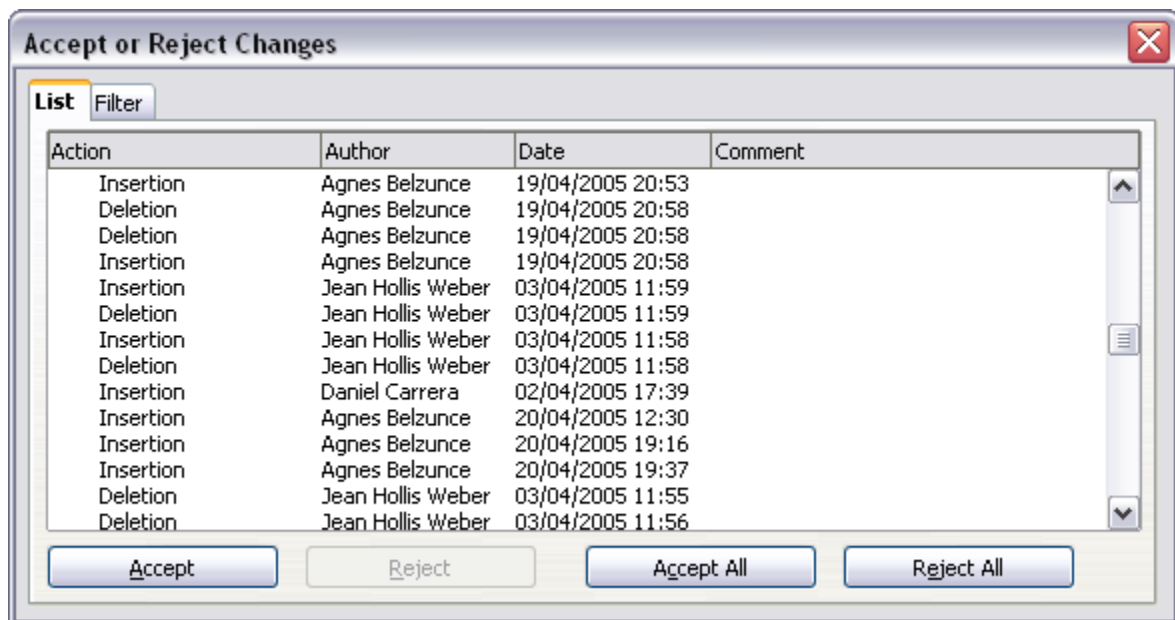 Accept or Reject Changes
List Filter
Action Author Date Comment
Insertion Agnes Belzunce 19/04/2005 20:53
Deletion Agnes Belzunce 19/04/2005 20:58
Deletion Agnes Belzunce 19/04/2005 20:58
Insertion Agnes Belzunce 19/04/2005 20:58
Insertion Jean Hollis Weber 03/04/2005 11:59
Deletion Jean Hollis Weber 03/04/2005 11:59
Insertion Jean Hollis Weber 03/04/2005 11:58
Deletion Jean Hollis Weber 03/04/2005 11:58
Insertion Daniel Carrera 02/04/2005 17:39
Insertion Agnes Belzunce 20/04/2005 12:30
Insertion Agnes Belzunce 20/04/2005 19:16
Insertion Agnes Belzunce 20/04/2005 19:37
Deletion Jean Hollis Weber 03/04/2005 11:55
Deletion Jean Hollis Weber 03/04/2005 11:56
Accept Reject Accept All Reject All